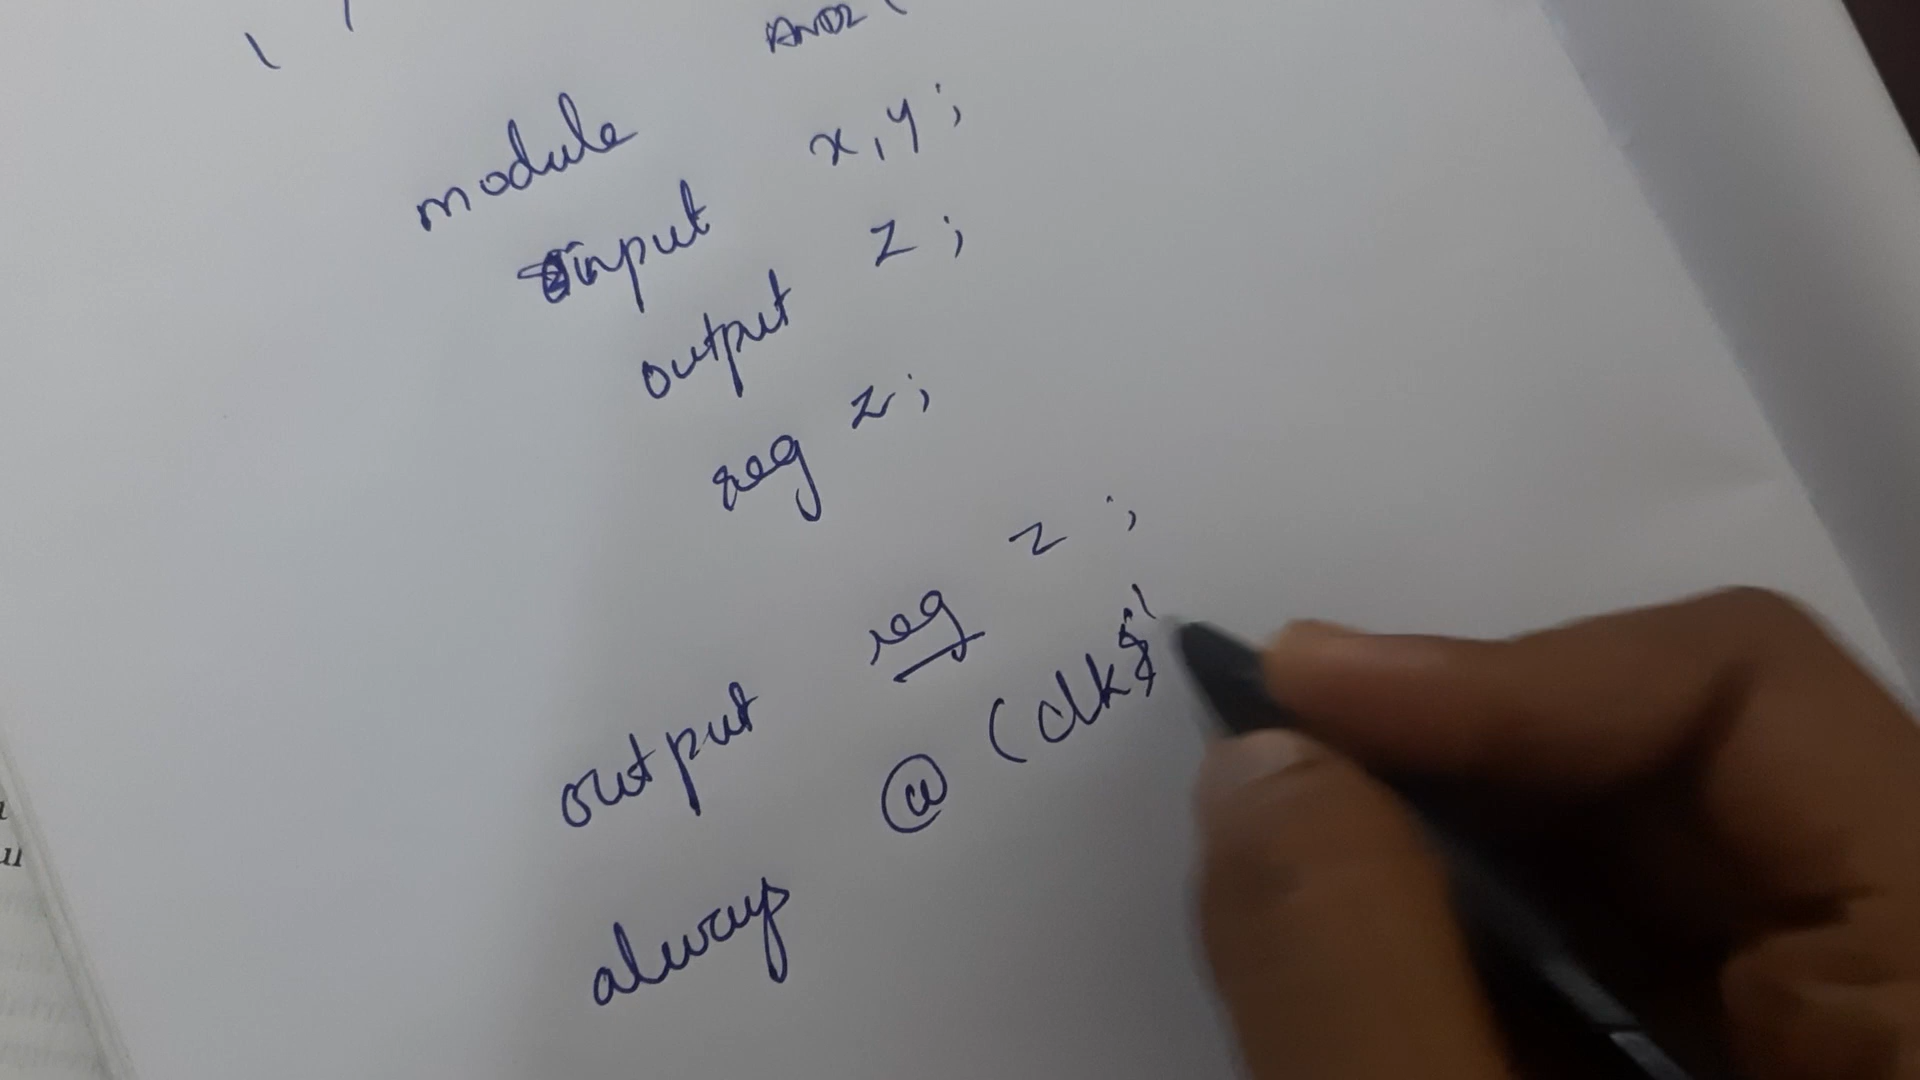 module AND2 (
input x,y;
output z;
reg z;
output reg z;
always @ (clk